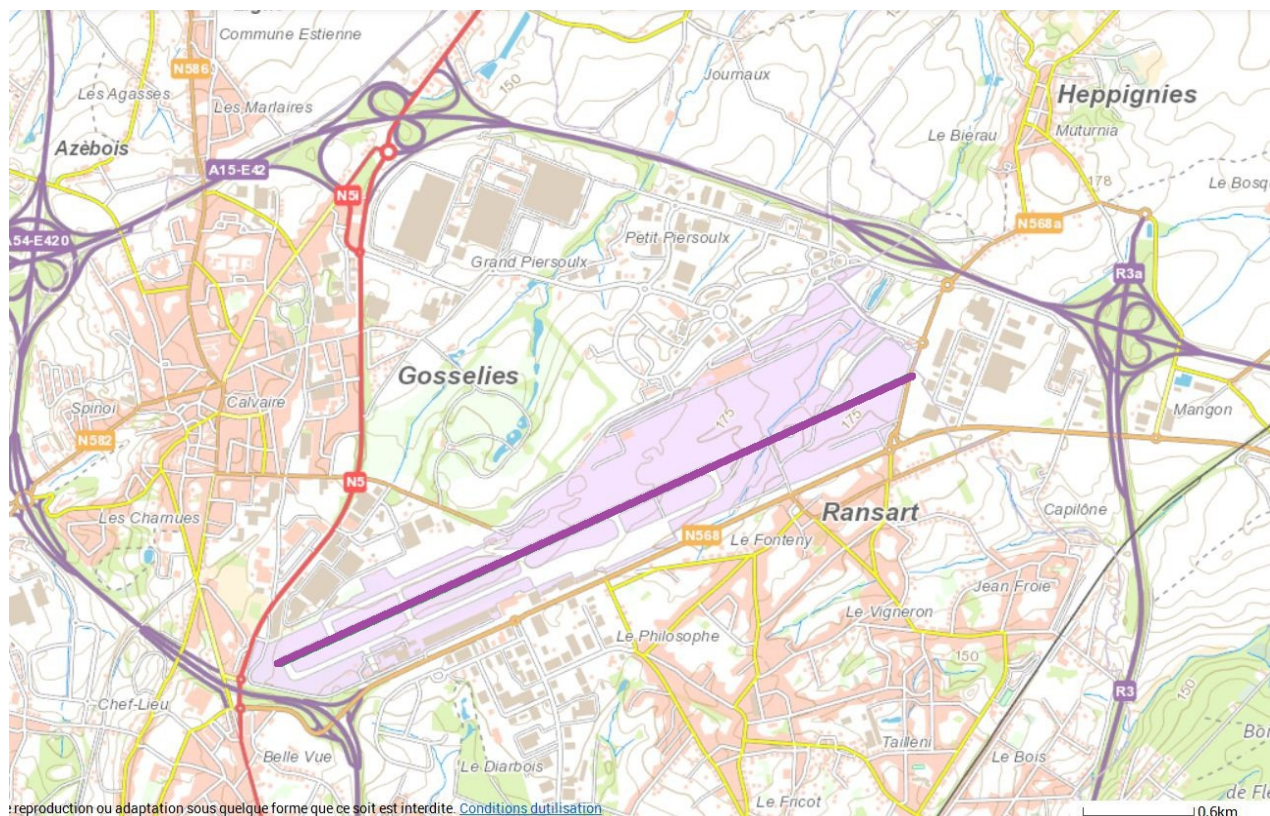 Commune Estienne
150
Journaux
N586
Les Agasses
Les Marlaires
Heppignies
Le Biérau
Muturnia
Azèbois
A15-E42
178
Le Bosq
N5i
N568a
Petit Piersoulx
A54-E420
Grand Piersoulx
R3a
Gosselies
Calvaire
Spinoi
Mangon
175
175
N582
N5
Les Charnues
Ransart
Capilône
N568
Le Fonteny
Jean Froie
Le Vigneron
Le Philosophe
150
R3
150
Chef-Lieu
Tailleni
Belle Vue
Le Bois
Le Diarbois
Le Fricot
de Fle
e reproduction ou adaptation sous quelque forme que ce soit est interdite. Conditions dutilisation
0.6km